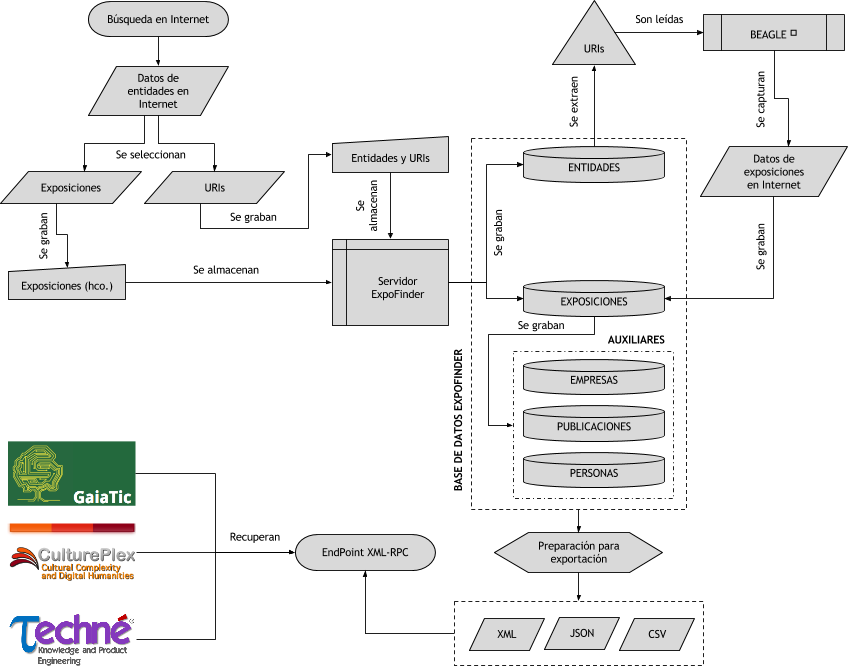 Búsqueda en Internet
Datos de
entidades en
Internet
Se seleccionan
Exposiciones
URIs
Se graban
Se graban
Exposiciones (hco.)
Se almacenan
Entidades y URIs
Se
almacenan
Servidor
ExpoFinder
Se graban
URIs
Son leídas
BEAGLE
Se extraen
Se capturan
ENTIDADES
Datos de
exposiciones
en Internet
Se graban
EXPOSICIONES
Se graban
AUXILIARES
EMPRESAS
PUBLICACIONES
PERSONAS
BASE DE DATOS EXPOFINDER
GaiaTic
CulturePlex
Cultural Complexity
and Digital Humanities
Techné
Knowledge and Product
Engineering
Recuperan
EndPoint XML-RPC
Preparación para
exportación
XML
JSON
CSV